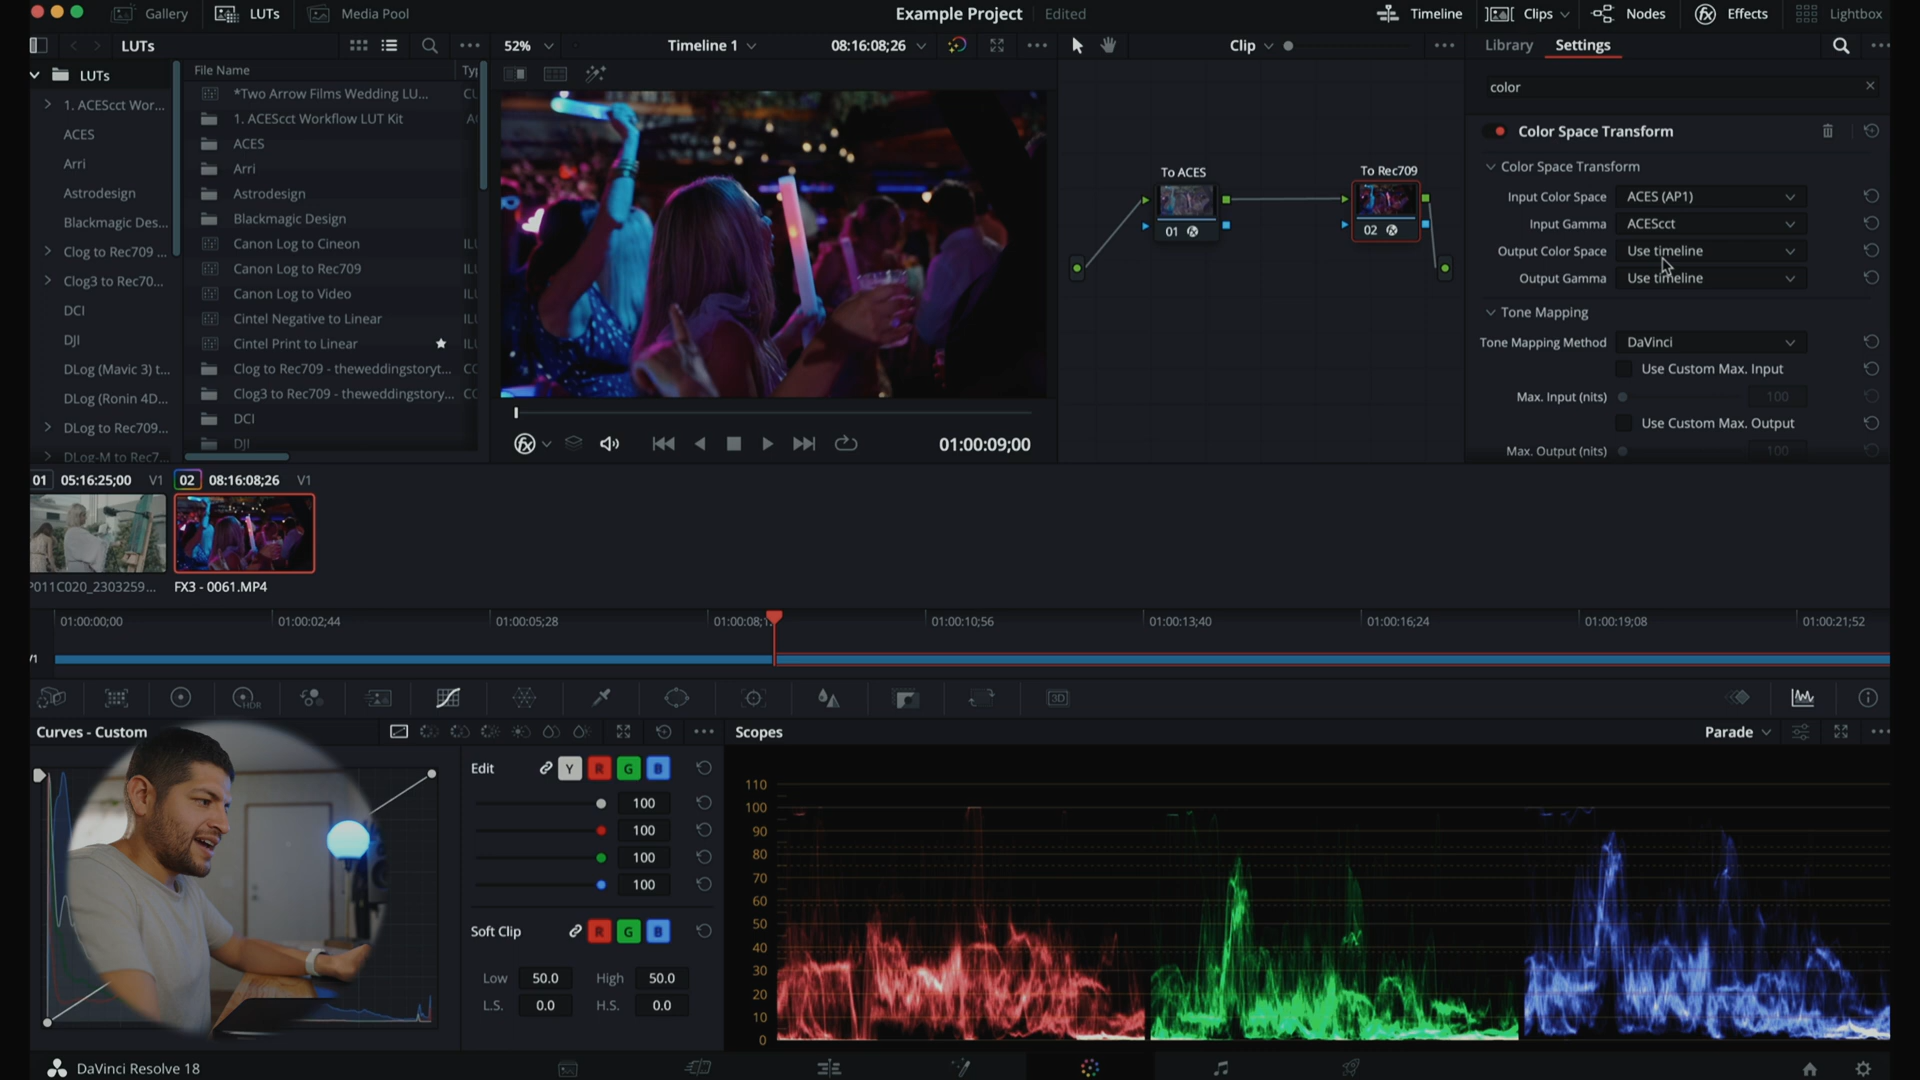 Gallery
LUTs
Media Pool
Example Project
Edited
Timeline
Clips
Nodes
Effects
Lightbox
LUTs
52%
Timeline 1
08:16:08;26
Clip
Library
Settings
LUTs
1. ACEScct Wor...
ACES
Arri
Astrodesign
Blackmagic Des...
Clog to Rec709 ...
Clog3 to Rec70...
DCI
DJI
DLog (Mavic 3) t...
DLog (Ronin 4D...
DLog to Rec709...
DLog-M to Rec7...
File Name
*Two Arrow Films Wedding LU...
1. ACEScct Workflow LUT Kit
ACES
Arri
Astrodesign
Blackmagic Design
Canon Log to Cineon
Canon Log to Rec709
Canon Log to Video
Cintel Negative to Linear
Cintel Print to Linear
Clog to Rec709 - theweddingstoryt...
Clog3 to Rec709 - theweddingstory...
DCI
DJI
01:00:09;00
To ACES
01
To Rec709
02
color
Color Space Transform
Color Space Transform
Input Color Space ACES (AP1)
Input Gamma ACEScct
Output Color Space Use timeline
Output Gamma Use timeline
Tone Mapping
Tone Mapping Method DaVinci
Use Custom Max. Input
Max. Input (nits) 100
Use Custom Max. Output
Max. Output (nits) 100
01 05:16:25;00 V1
02 08:16:08;26 V1
P011C020_2303259...
FX3 - 0061.MP4
01:00:00;00
01:00:02;44
01:00:05;28
01:00:08;1
01:00:10;56
01:00:13;40
01:00:16;24
01:00:19;08
01:00:21;52
HDR
3D
Curves - Custom
Edit
Y R G B
100
100
100
100
Soft Clip
R G B
Low 50.0 High 50.0
L.S. 0.0 H.S. 0.0
Scopes
Parade
110
100
90
80
70
60
50
40
30
20
10
0
DaVinci Resolve 18